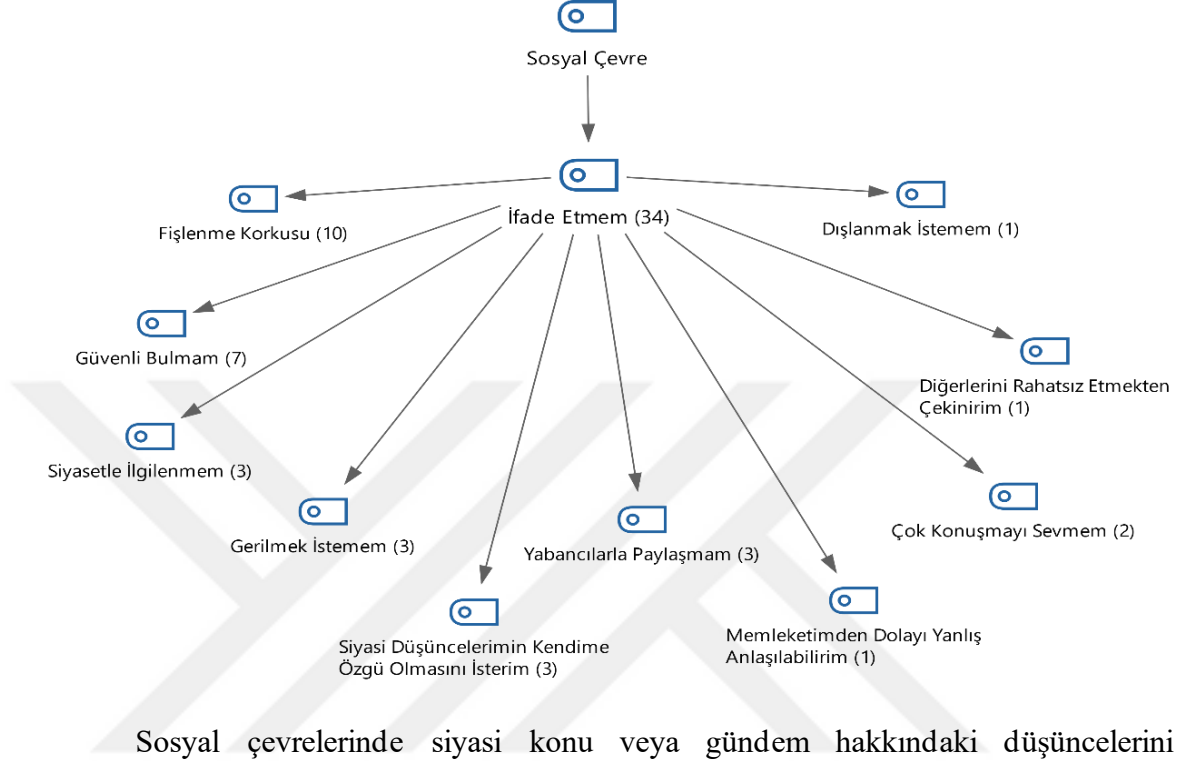 Sosyal Çevre
İfade Etmem (34)
Fişlenme Korkusu (10)
Dışlanmak İstemem (1)
Güvenli Bulmam (7)
Diğerlerini Rahatsız Etmekten
Çekinirim (1)
Siyasetle İlgilenmem (3)
Çok Konuşmayı Sevmem (2)
Gerilmek İstemem (3)
Yabancılarla Paylaşmam (3)
Siyasi Düşüncelerimin Kendime
Özgü Olmasını İsterim (3)
Memleketimden Dolayı Yanlış
Anlaşılabilirim (1)
Sosyal çevrelerinde siyasi konu veya gündem hakkındaki düşüncelerini